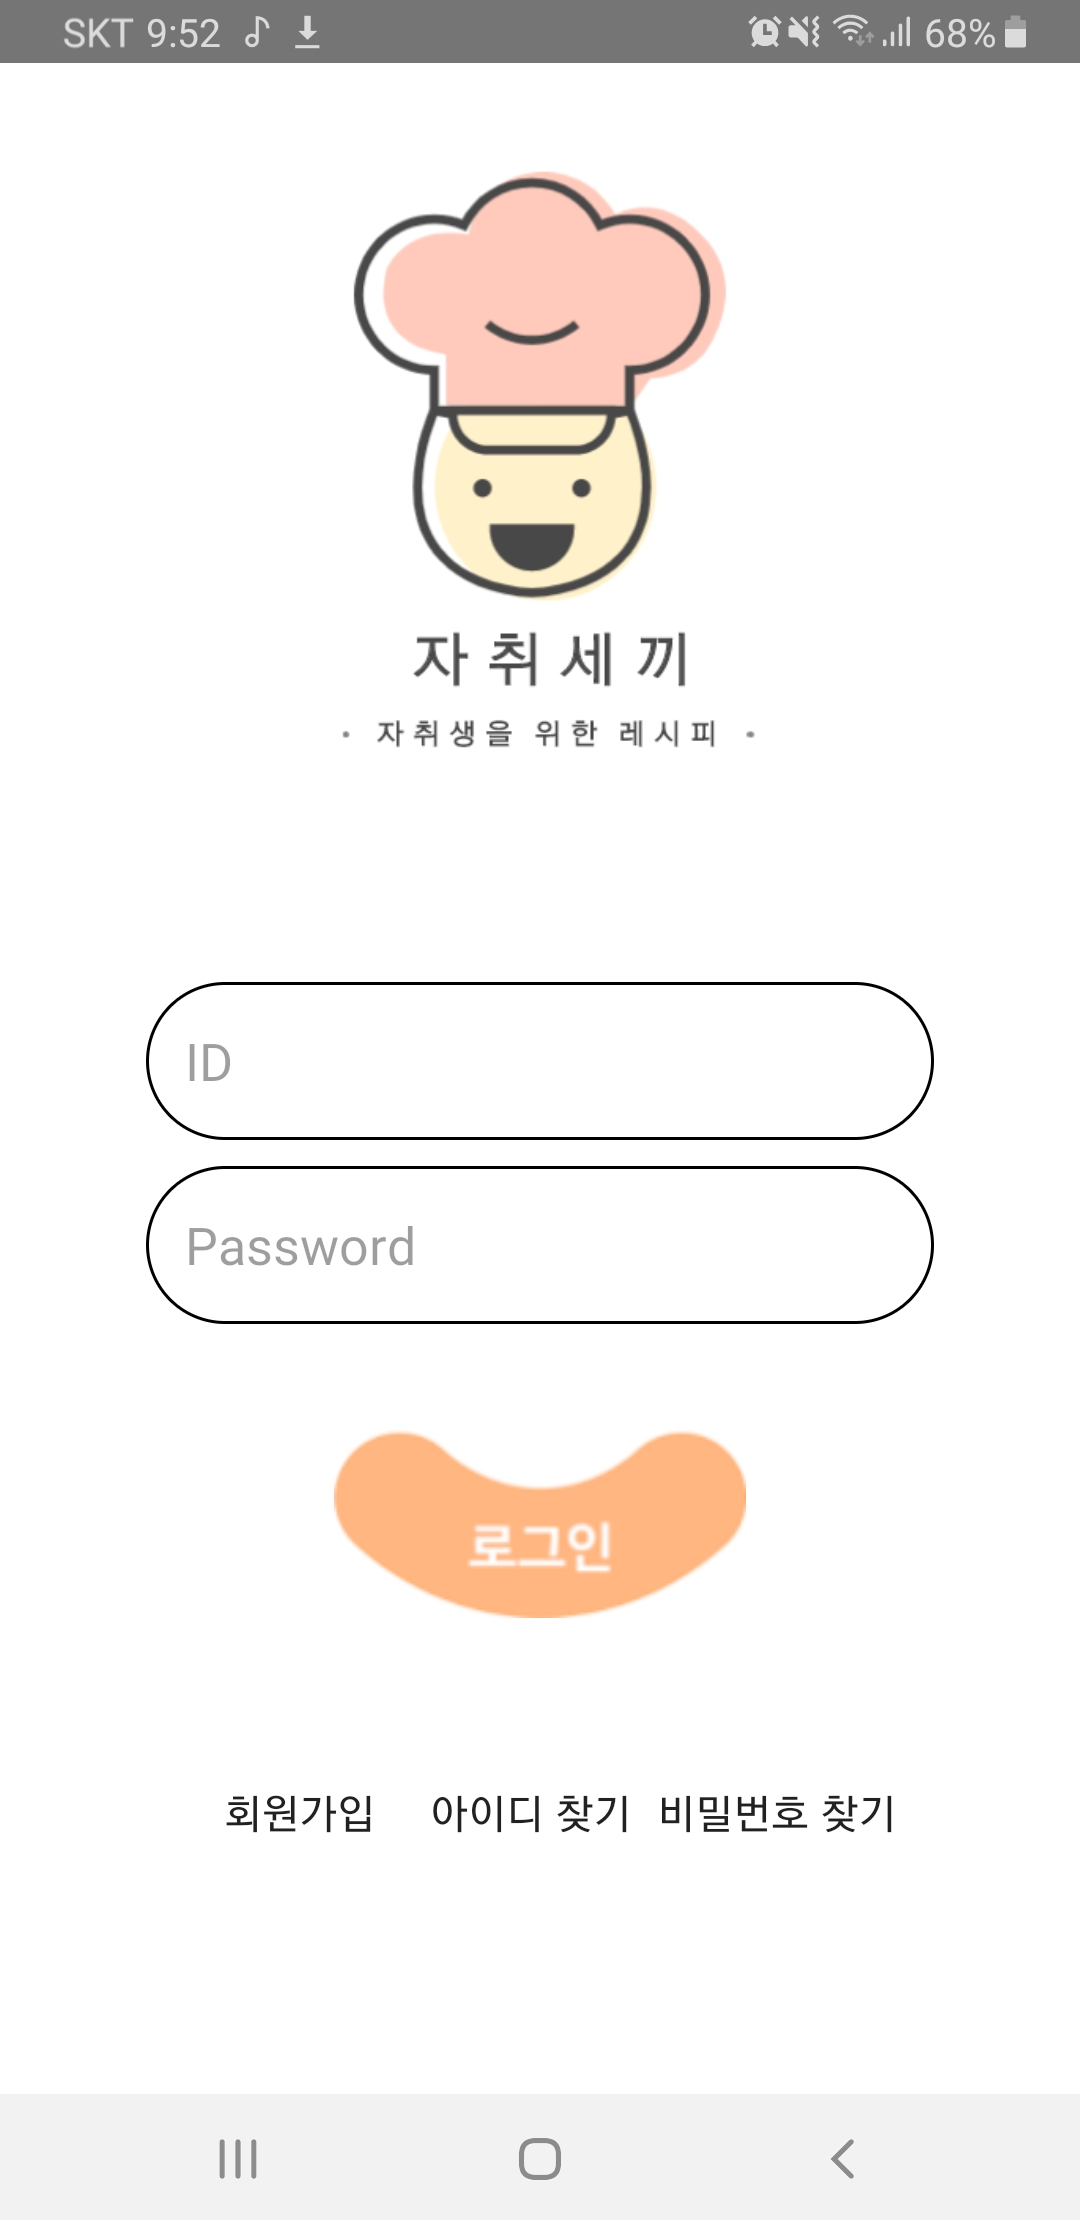 SKT 9:52 68%
자취세끼
· 자취생을 위한 레시피 ·
ID
Password
로그인
회원가입 아이디 찾기 비밀번호 찾기